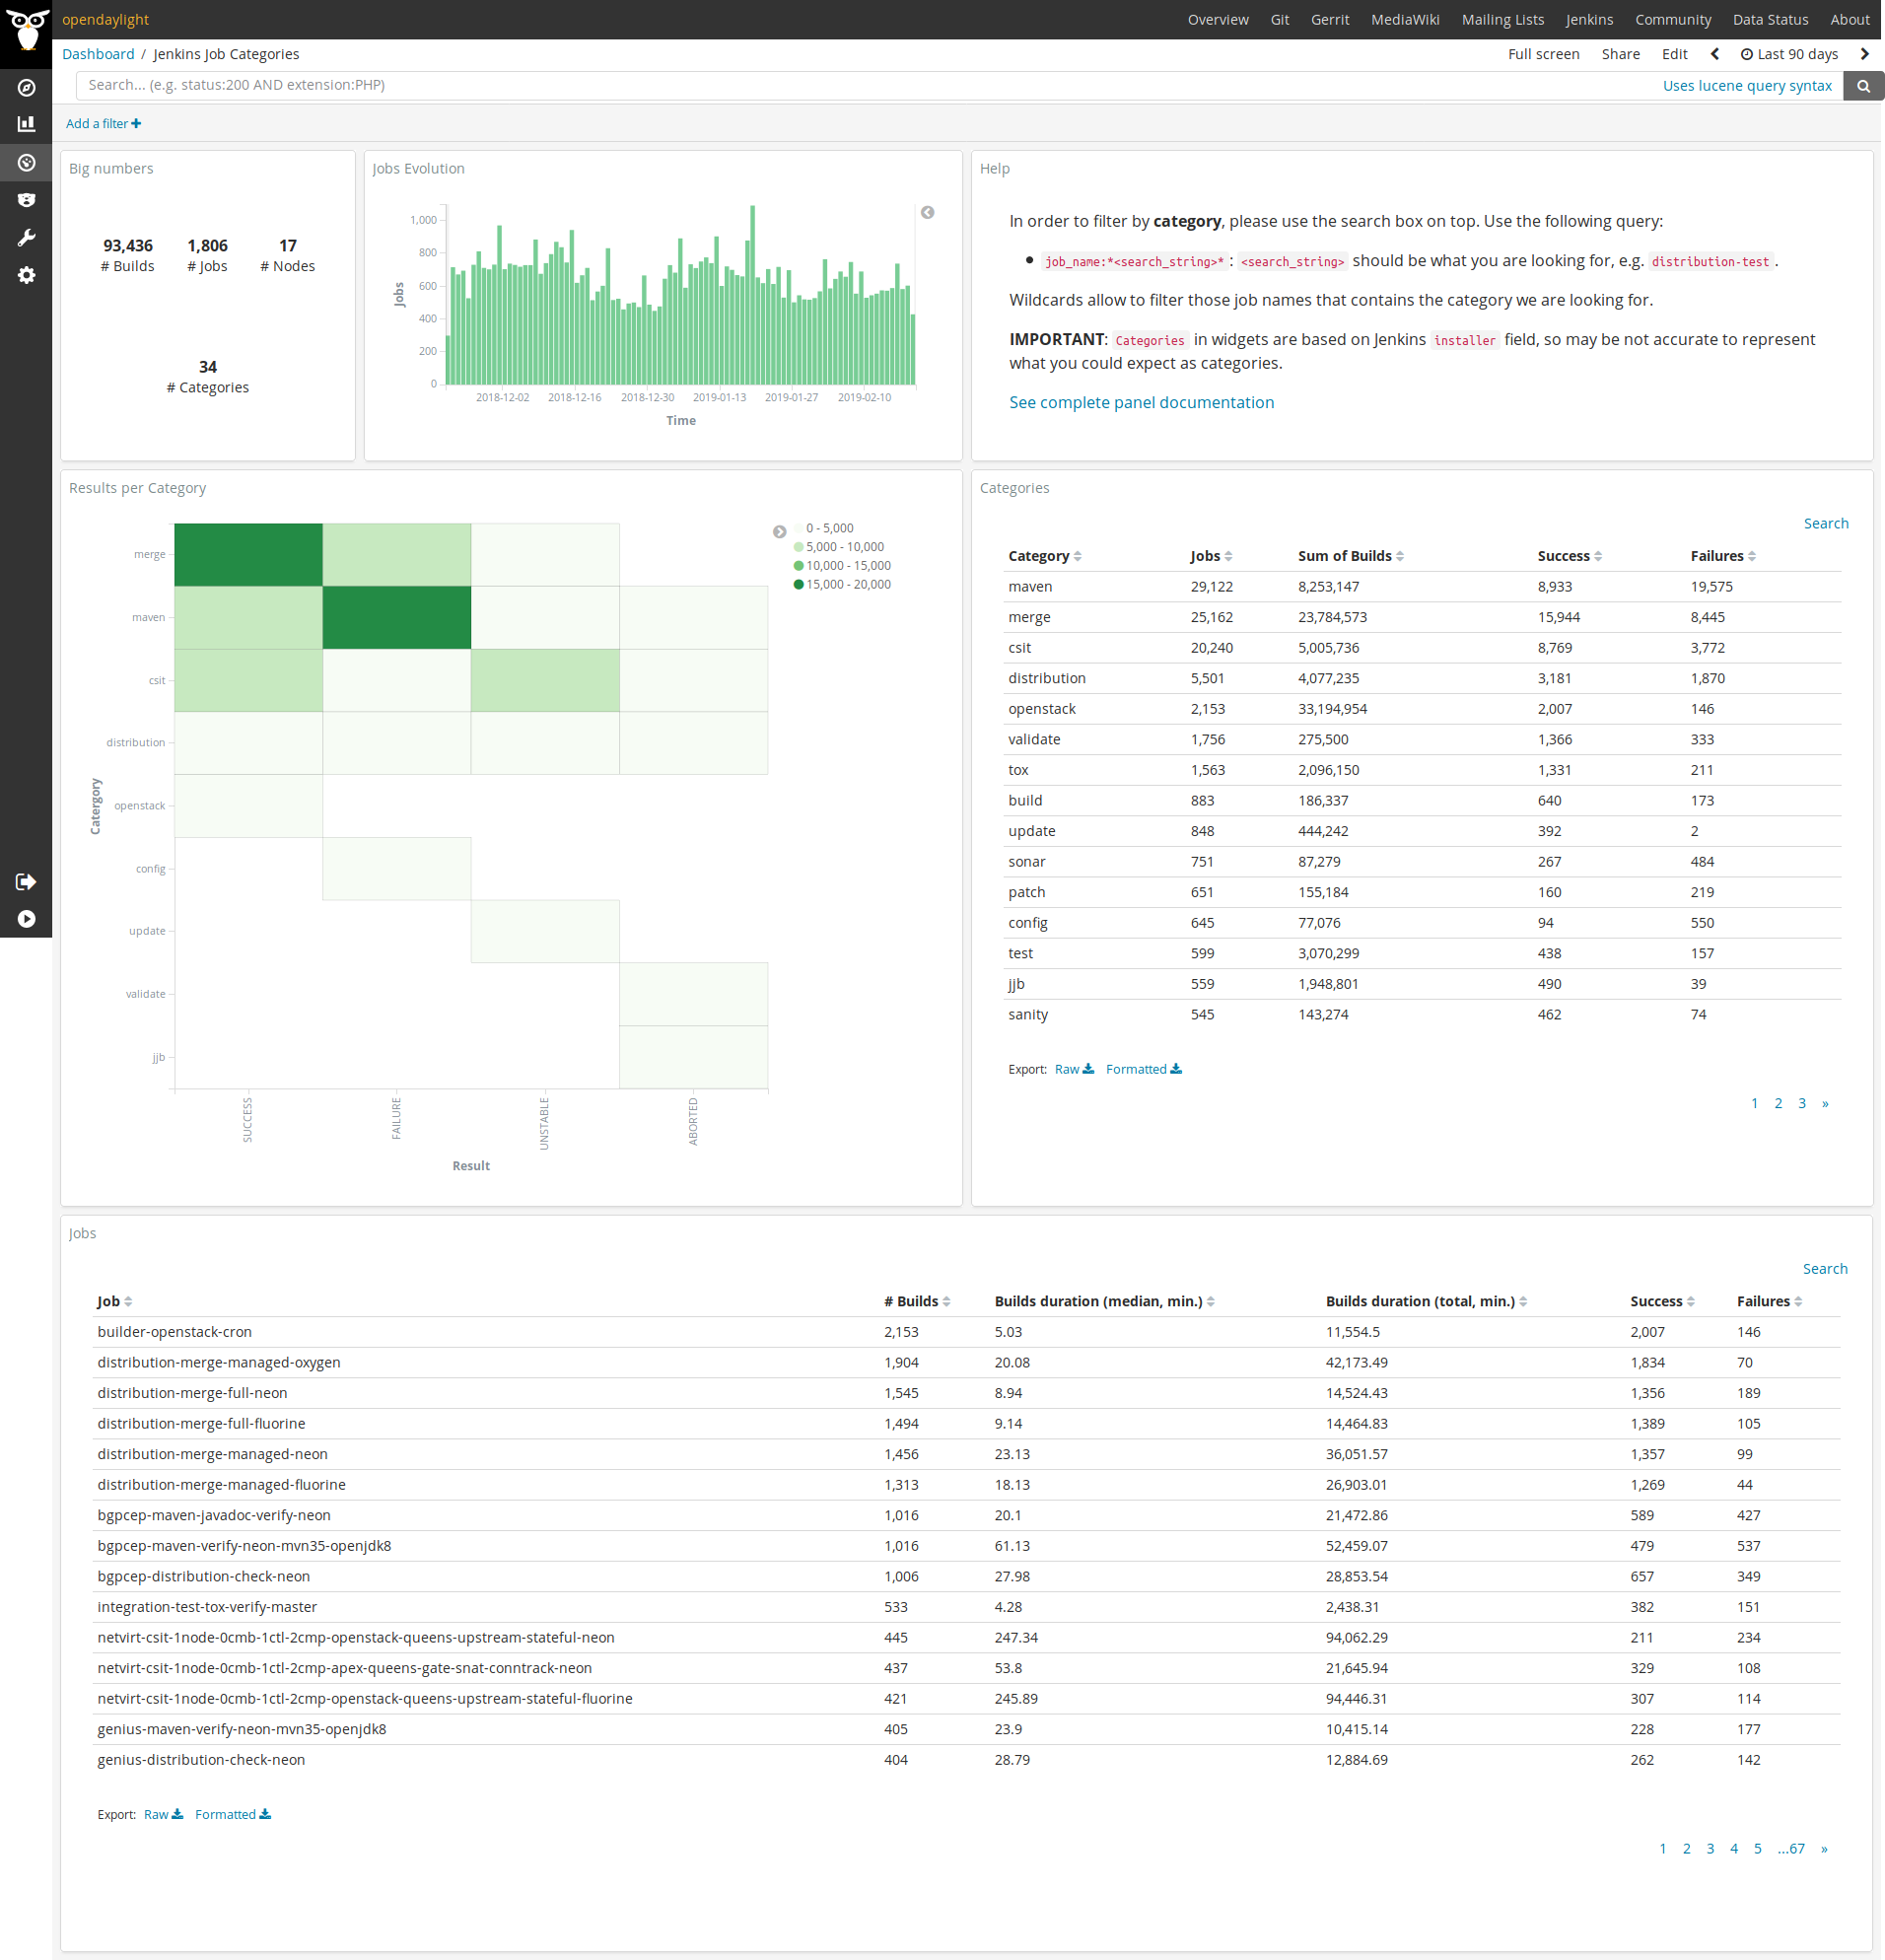 opendaylight
Overview Git Gerrit MediaWiki Mailing Lists Jenkins Community Data Status About
Dashboard / Jenkins Job Categories
Full screen Share Edit Last 90 days
Search... (e.g. status:200 AND extension:PHP)
Uses lucene query syntax
Add a filter
Big numbers
93,436 1,806 17
# Builds # Jobs # Nodes
34
# Categories
Jobs Evolution
Jobs
1,000
800
600
400
200
0
2018-12-02 2018-12-16 2018-12-30 2019-01-13 2019-01-27 2019-02-10
Time
Help
In order to filter by category, please use the search box on top. Use the following query:
job_name:*<search_string>* : <search_string> should be what you are looking for, e.g. distribution-test .
Wildcards allow to filter those job names that contains the category we are looking for.
IMPORTANT: Categories in widgets are based on Jenkins installer field, so may be not accurate to represent
what you could expect as categories.
See complete panel documentation
Results per Category
Catergory
merge
maven
csit
distribution
openstack
config
update
validate
jjb
SUCCESS FAILURE UNSTABLE ABORTED
Result
0 - 5,000
5,000 - 10,000
10,000 - 15,000
15,000 - 20,000
Categories
Search
Category Jobs Sum of Builds Success Failures
maven 29,122 8,253,147 8,933 19,575
merge 25,162 23,784,573 15,944 8,445
csit 20,240 5,005,736 8,769 3,772
distribution 5,501 4,077,235 3,181 1,870
openstack 2,153 33,194,954 2,007 146
validate 1,756 275,500 1,366 333
tox 1,563 2,096,150 1,331 211
build 883 186,337 640 173
update 848 444,242 392 2
sonar 751 87,279 267 484
patch 651 155,184 160 219
config 645 77,076 94 550
test 599 3,070,299 438 157
jjb 559 1,948,801 490 39
sanity 545 143,274 462 74
Export: Raw Formatted
1 2 3 »
Jobs
Search
Job # Builds Builds duration (median, min.) Builds duration (total, min.) Success Failures
builder-openstack-cron 2,153 5.03 11,554.5 2,007 146
distribution-merge-managed-oxygen 1,904 20.08 42,173.49 1,834 70
distribution-merge-full-neon 1,545 8.94 14,524.43 1,356 189
distribution-merge-full-fluorine 1,494 9.14 14,464.83 1,389 105
distribution-merge-managed-neon 1,456 23.13 36,051.57 1,357 99
distribution-merge-managed-fluorine 1,313 18.13 26,903.01 1,269 44
bgpcep-maven-javadoc-verify-neon 1,016 20.1 21,472.86 589 427
bgpcep-maven-verify-neon-mvn35-openjdk8 1,016 61.13 52,459.07 479 537
bgpcep-distribution-check-neon 1,006 27.98 28,853.54 657 349
integration-test-tox-verify-master 533 4.28 2,438.31 382 151
netvirt-csit-1node-0cmb-1ctl-2cmp-openstack-queens-upstream-stateful-neon 445 247.34 94,062.29 211 234
netvirt-csit-1node-0cmb-1ctl-2cmp-apex-queens-gate-snat-conntrack-neon 437 53.8 21,645.94 329 108
netvirt-csit-1node-0cmb-1ctl-2cmp-openstack-queens-upstream-stateful-fluorine 421 245.89 94,446.31 307 114
genius-maven-verify-neon-mvn35-openjdk8 405 23.9 10,415.14 228 177
genius-distribution-check-neon 404 28.79 12,884.69 262 142
Export: Raw Formatted
1 2 3 4 5 ...67 »